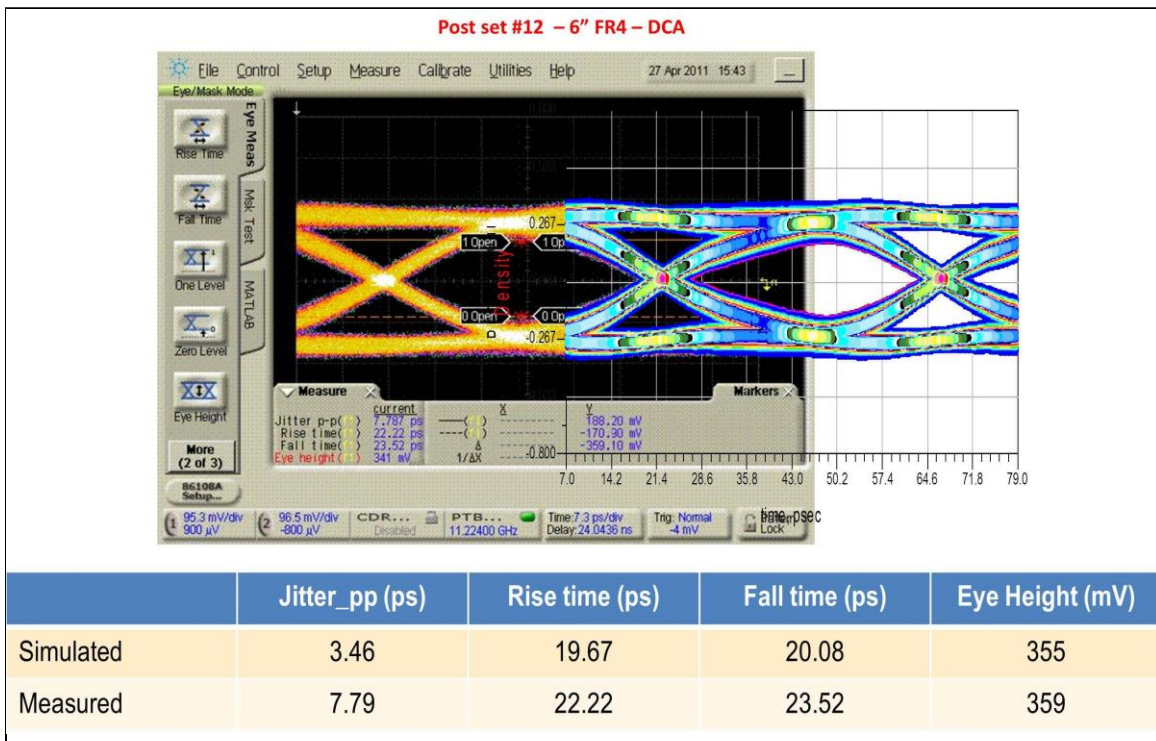 Post set #12 – 6” FR4 – DCA
File Control Setup Measure Calibrate Utilities Help 27 Apr 2011 15:43
Eye/Mask Mode
Rise Time
Fall Time
One Level
Zero Level
Eye Height
More
(2 of 3)
86108A
Setup...
Eye Meas
Msk Test
MATLAB
1 Open
1 Op
0 Open
0 Op
Density
0.267
-0.267
-0.800
Measure
current
Jitter p-p( ) 7.787 ps
Rise time( ) 22.22 ps
Fall time( ) 23.52 ps
Eye height( ) 341 mV
X
Δ
1/ΔX
Markers
Y
188.20 mV
-170.90 mV
-359.10 mV
7.0 14.2 21.4 28.6 35.8 43.0 50.2 57.4 64.6 71.8 79.0
time, psec
1 95.3 mV/div
900 µV
2 96.5 mV/div
-800 µV
CDR...
Disabled
PTB...
11.22400 GHz
Time:7.3 ps/div
Delay:24.0436 ns
Trig: Normal
-4 mV
Lock
Jitter_pp (ps) Rise time (ps) Fall time (ps) Eye Height (mV)
Simulated 3.46 19.67 20.08 355
Measured 7.79 22.22 23.52 359